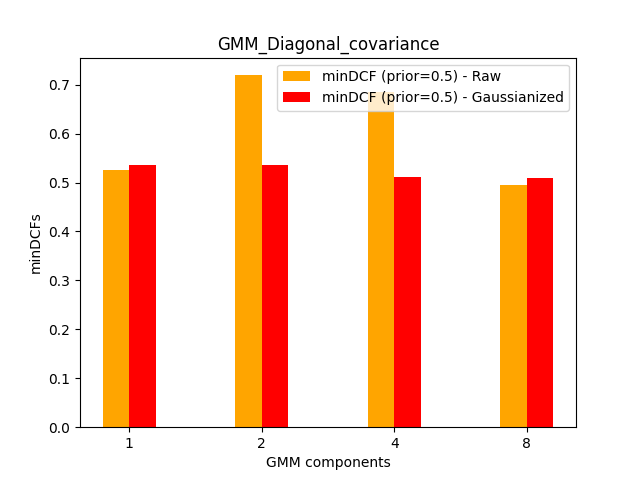 GMM_Diagonal_covariance
minDCF (prior=0.5) - Raw
minDCF (prior=0.5) - Gaussianized
minDCFs
0.7
0.6
0.5
0.4
0.3
0.2
0.1
0.0
1 2 4 8
GMM components